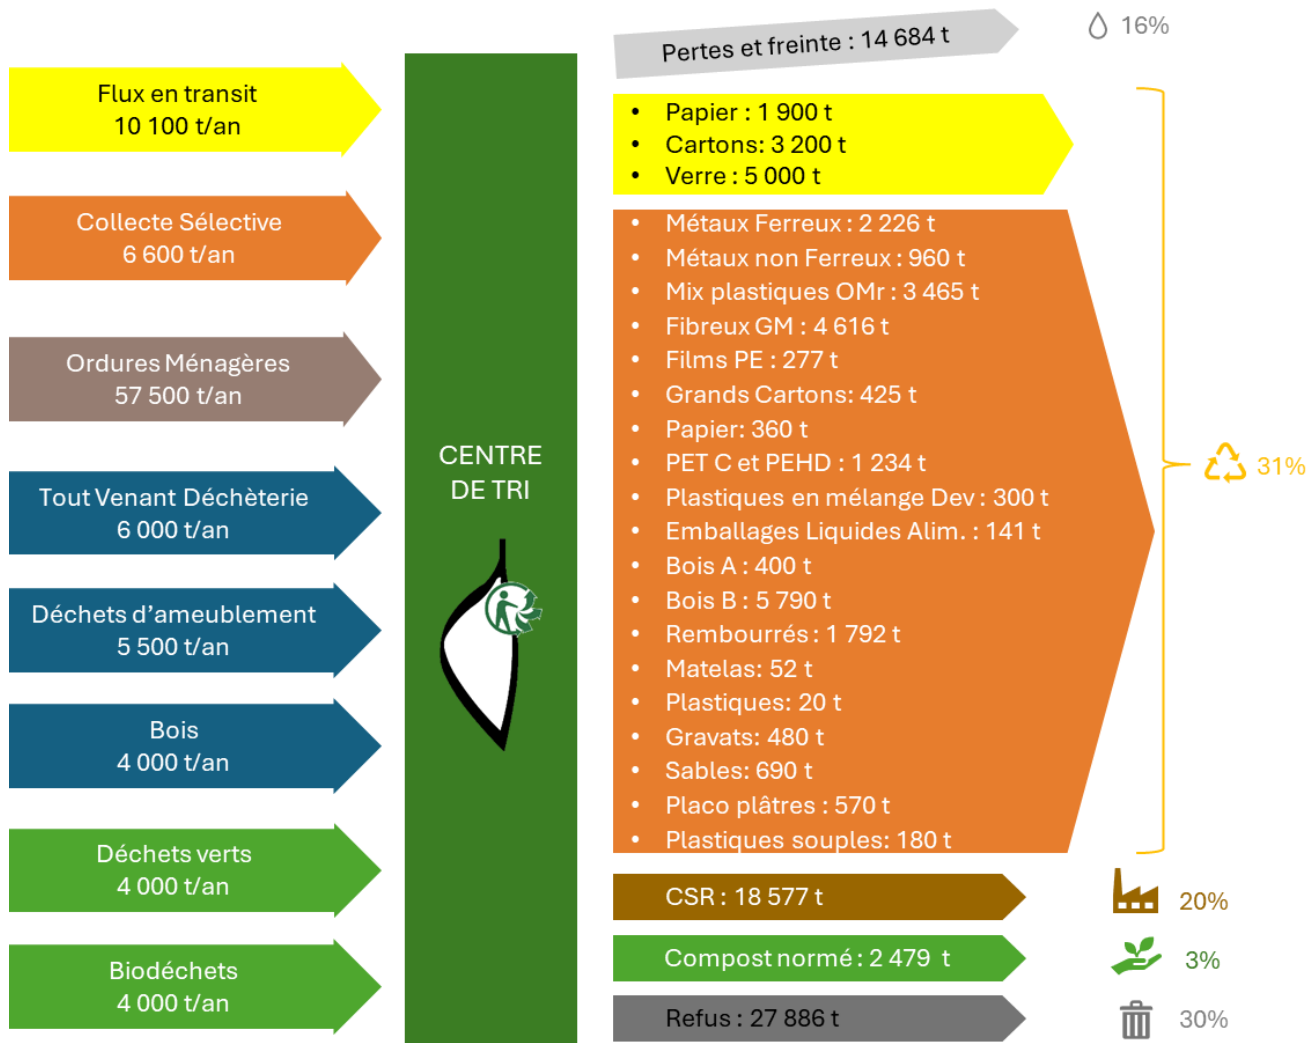 Flux en transit
10 100 t/an
Collecte Sélective
6 600 t/an
Ordures Ménagères
57 500 t/an
Tout Venant Déchèterie
6 000 t/an
Déchets d’ameublement
5 500 t/an
Bois
4 000 t/an
Déchets verts
4 000 t/an
Biodéchets
4 000 t/an
CENTRE
DE TRI
Pertes et freinte : 14 684 t
16%
• Papier : 1 900 t
• Cartons: 3 200 t
• Verre : 5 000 t
• Métaux Ferreux : 2 226 t
• Métaux non Ferreux : 960 t
• Mix plastiques OMr : 3 465 t
• Fibreux GM : 4 616 t
• Films PE : 277 t
• Grands Cartons: 425 t
• Papier: 360 t
• PET C et PEHD : 1 234 t
• Plastiques en mélange Dev : 300 t
• Emballages Liquides Alim. : 141 t
• Bois A : 400 t
• Bois B : 5 790 t
• Rembourrés : 1 792 t
• Matelas: 52 t
• Plastiques: 20 t
• Gravats: 480 t
• Sables: 690 t
• Placo plâtres : 570 t
• Plastiques souples: 180 t
31%
CSR : 18 577 t
20%
Compost normé : 2 479 t
3%
Refus : 27 886 t
30%